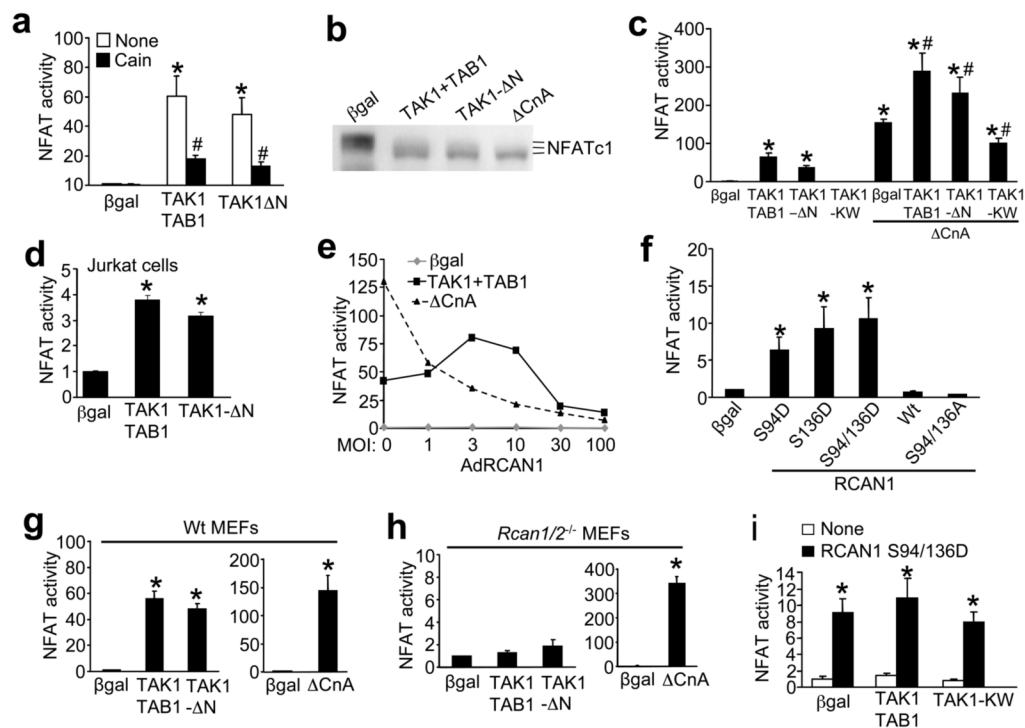 a
None
Cain
NFAT activity
100
80
60
40
20
10
*
#
*
#
βgal
TAK1
TAB1
TAK1ΔN
b
βgal
TAK1+TAB1
TAK1-ΔN
ΔCnA
NFATc1
c
NFAT activity
400
300
200
100
0
*
*
*
*#
*#
*#
βgal TAK1 TAK1 TAK1 βgal TAK1 TAK1 TAK1
TAB1 –ΔN -KW TAB1 -ΔN -KW
ΔCnA
d
Jurkat cells
NFAT activity
5
4
3
2
1
0
*
*
βgal TAK1 TAK1-ΔN
TAB1
e
βgal
TAK1+TAB1
ΔCnA
NFAT activity
150
125
100
75
50
25
0
MOI: 0 1 3 10 30 100
AdRCAN1
f
NFAT activity
20
15
10
5
0
*
*
*
βgal
S94D
S136D
S94/136D
Wt
S94/136A
RCAN1
g
Wt MEFs
NFAT activity
100
80
60
40
20
0
*
*
βgal TAK1 TAK1
TAB1 -ΔN
200
150
100
50
0
*
βgal ΔCnA
h
Rcan1/2-/- MEFs
NFAT activity
10
8
6
4
2
0
βgal TAK1 TAK1
TAB1 -ΔN
400
300
200
100
0
*
βgal ΔCnA
i
None
RCAN1 S94/136D
NFAT activity
14
12
10
8
6
4
2
0
*
*
*
βgal TAK1 TAK1-KW
TAB1